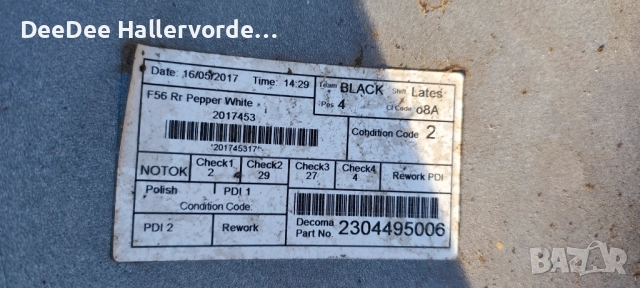 DeeDee Hallervorde...
Date: 16/05/2017 Time: 14:29 Team BLACK Shift Lates
F56 Rr Pepper White Pos 4 Cl Code o8A
2017453
Condition Code 2
*201745317*
NOTOK Check1 2 Check2 29 Check3 27 Check4 4 Rework PDI
Polish PDI 1
Condition Code:
PDI 2 Rework Decoma Part No. 2304495006
BAZAR